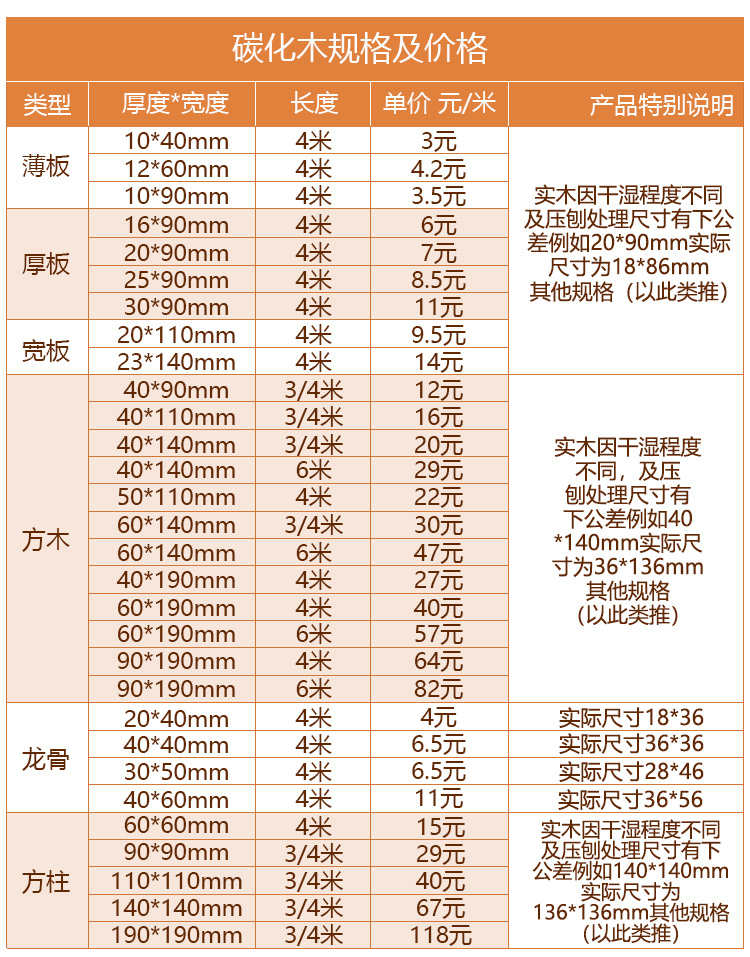 碳化木规格及价格
类型 厚度*宽度 长度 单价 元/米 产品特别说明
薄板
10*40mm 4米 3元
12*60mm 4米 4.2元
10*90mm 4米 3.5元
厚板
16*90mm 4米 6元
20*90mm 4米 7元
25*90mm 4米 8.5元
30*90mm 4米 11元
宽板
20*110mm 4米 9.5元
23*140mm 4米 14元
实木因干湿程度不同
及压刨处理尺寸有下公
差例如20*90mm实际
尺寸为18*86mm
其他规格（以此类推）
方木
40*90mm 3/4米 12元
40*110mm 3/4米 16元
40*140mm 3/4米 20元
40*140mm 6米 29元
50*110mm 4米 22元
60*140mm 3/4米 30元
60*140mm 6米 47元
40*190mm 4米 27元
60*190mm 4米 40元
60*190mm 6米 57元
90*190mm 4米 64元
90*190mm 6米 82元
实木因干湿程度
不同，及压
刨处理尺寸有
下公差例如40
*140mm实际尺
寸为36*136mm
其他规格
（以此类推）
龙骨
20*40mm 4米 4元 实际尺寸18*36
40*40mm 4米 6.5元 实际尺寸36*36
30*50mm 4米 6.5元 实际尺寸28*46
40*60mm 4米 11元 实际尺寸36*56
方柱
60*60mm 4米 15元
90*90mm 3/4米 29元
110*110mm 3/4米 40元
140*140mm 3/4米 67元
190*190mm 3/4米 118元
实木因干湿程度不同
及压刨处理尺寸有下
公差例如140*140mm
实际尺寸为
136*136mm其他规格
（以此类推）